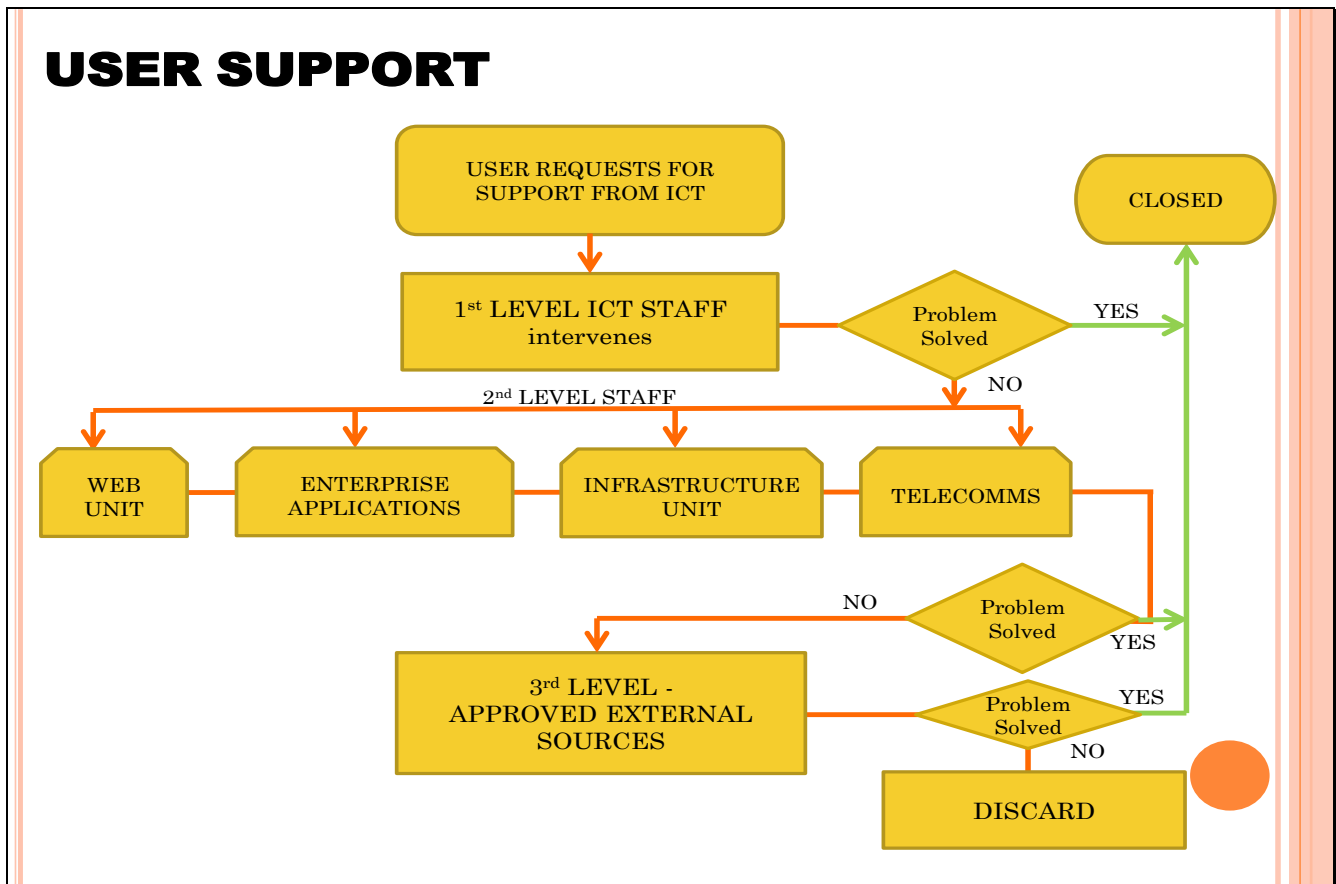 USER SUPPORT
USER REQUESTS FOR
SUPPORT FROM ICT
CLOSED
1st LEVEL ICT STAFF
intervenes
Problem
Solved
YES
NO
2nd LEVEL STAFF
WEB
UNIT
ENTERPRISE
APPLICATIONS
INFRASTRUCTURE
UNIT
TELECOMMS
NO
Problem
Solved
YES
3rd LEVEL -
APPROVED EXTERNAL
SOURCES
Problem
Solved
YES
NO
DISCARD